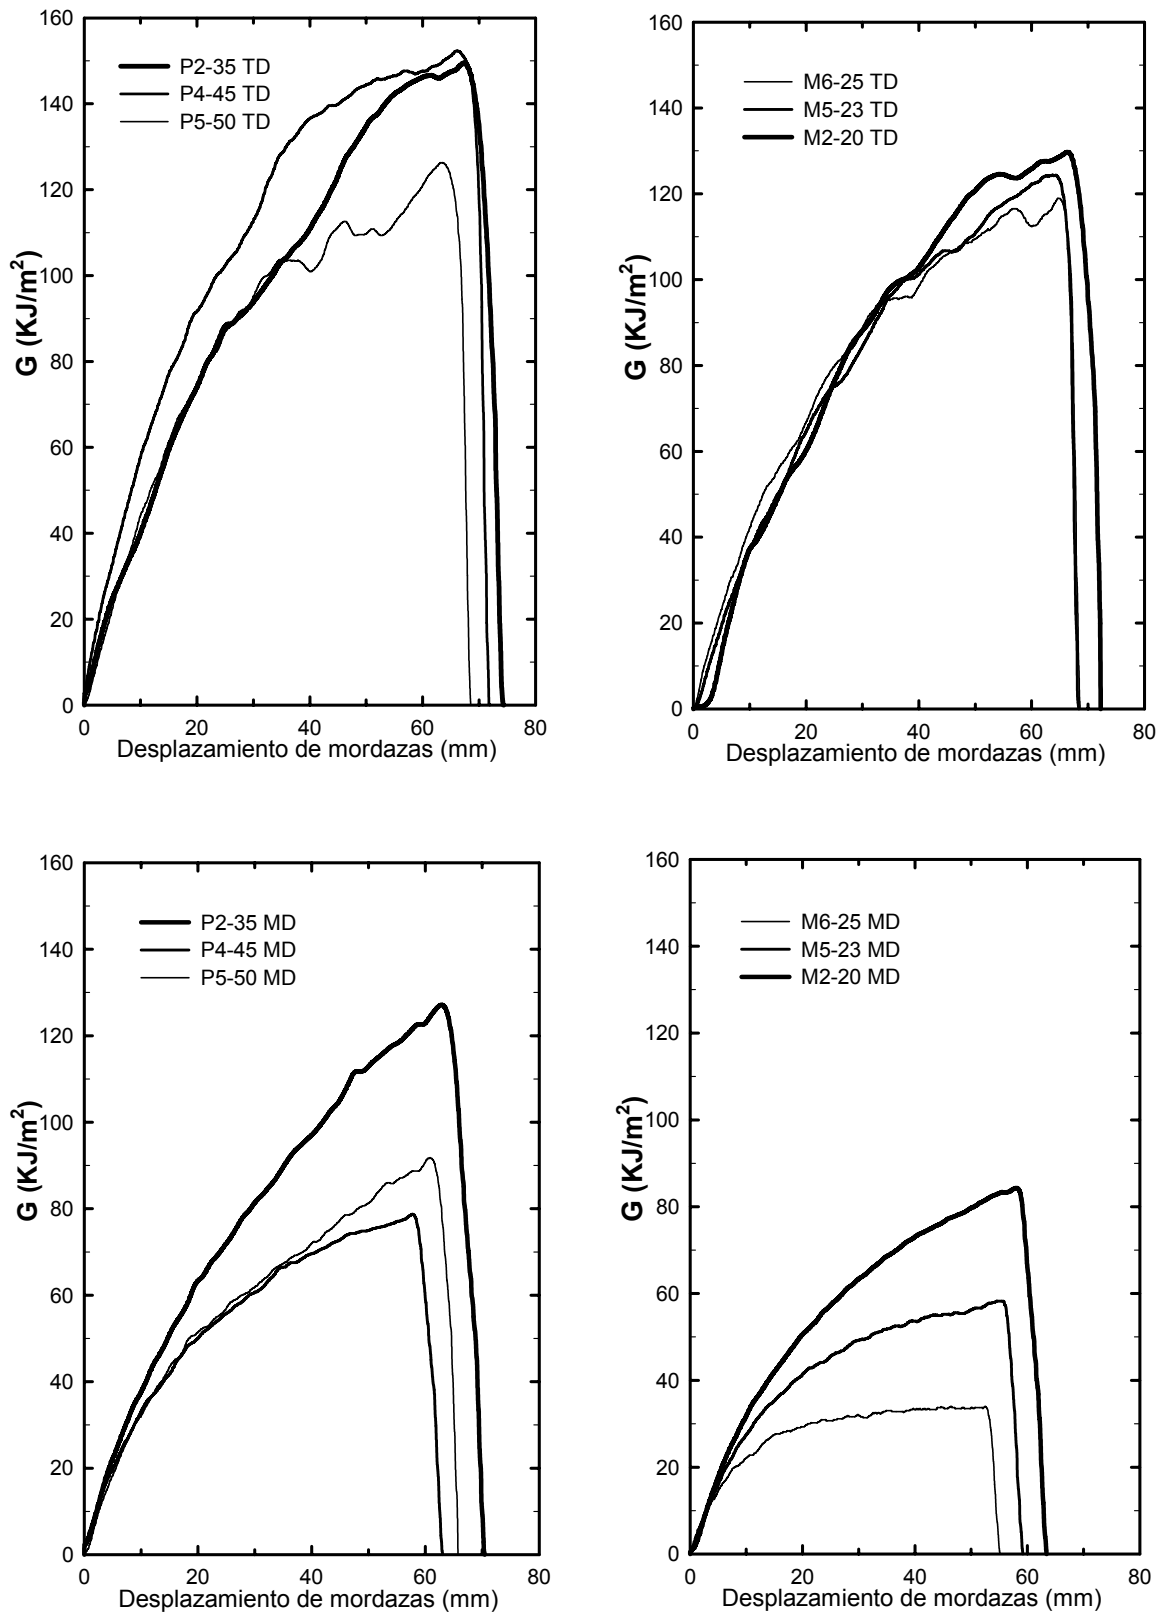 160
140
120
100
80
60
40
20
0
G (KJ/m²)
P2-35 TD
P4-45 TD
P5-50 TD
0 20 40 60 80
Desplazamiento de mordazas (mm)
160
140
120
100
80
60
40
20
0
G (KJ/m²)
M6-25 TD
M5-23 TD
M2-20 TD
0 20 40 60 80
Desplazamiento de mordazas (mm)
160
140
120
100
80
60
40
20
0
G (KJ/m²)
P2-35 MD
P4-45 MD
P5-50 MD
0 20 40 60 80
Desplazamiento de mordazas (mm)
160
140
120
100
80
60
40
20
0
G (KJ/m²)
M6-25 MD
M5-23 MD
M2-20 MD
0 20 40 60 80
Desplazamiento de mordazas (mm)